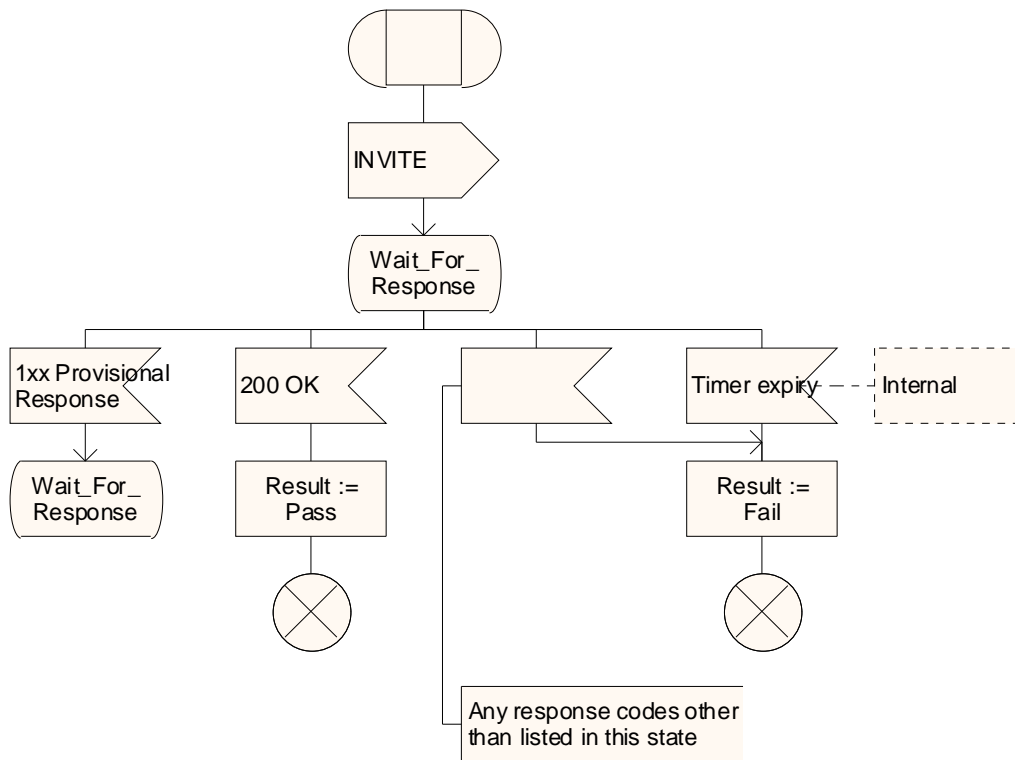 INVITE
Wait_For_
Response
1xx Provisional
Response
200 OK
Timer expiry
Internal
Wait_For_
Response
Result :=
Pass
Result :=
Fail
Any response codes other
than listed in this state